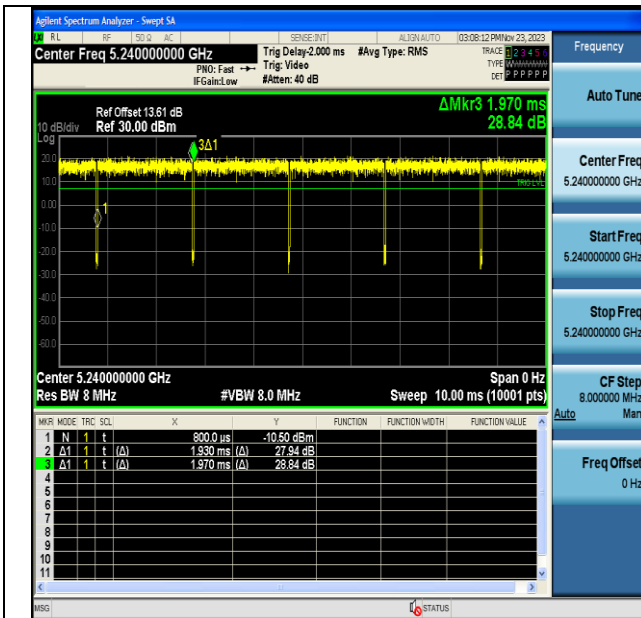 Agilent Spectrum Analyzer - Swept SA
RL RF 50 Ω AC SENSE:INT ALIGN AUTO 03:08:12 PM Nov 23, 2023
Center Freq 5.240000000 GHz
PNO: Fast
IFGain:Low
Trig Delay-2.000 ms
Trig: Video
#Atten: 40 dB
#Avg Type: RMS
TRACE 1 2 3 4 5 6
TYPE WWWWWW
DET P P P P P P
Frequency
Auto Tune
Center Freq
5.240000000 GHz
Start Freq
5.240000000 GHz
Stop Freq
5.240000000 GHz
CF Step
8.000000 MHz
Auto Man
Freq Offset
0 Hz
ΔMkr3 1.970 ms
28.84 dB
Ref Offset 13.61 dB
10 dB/div Ref 30.00 dBm
Log
20.0
10.0
0.00
-10.0
-20.0
-30.0
-40.0
-50.0
-60.0
3Δ1
1
TRIG LVL
Center 5.240000000 GHz Span 0 Hz
Res BW 8 MHz #VBW 8.0 MHz Sweep 10.00 ms (10001 pts)
MKR MODE TRC SCL X Y FUNCTION FUNCTION WIDTH FUNCTION VALUE
1 N 1 t 800.0 µs -10.50 dBm
2 Δ1 1 t (Δ) 1.930 ms (Δ) 27.94 dB
3 Δ1 1 t (Δ) 1.970 ms (Δ) 28.84 dB
4
5
6
7
8
9
10
11
MSG STATUS